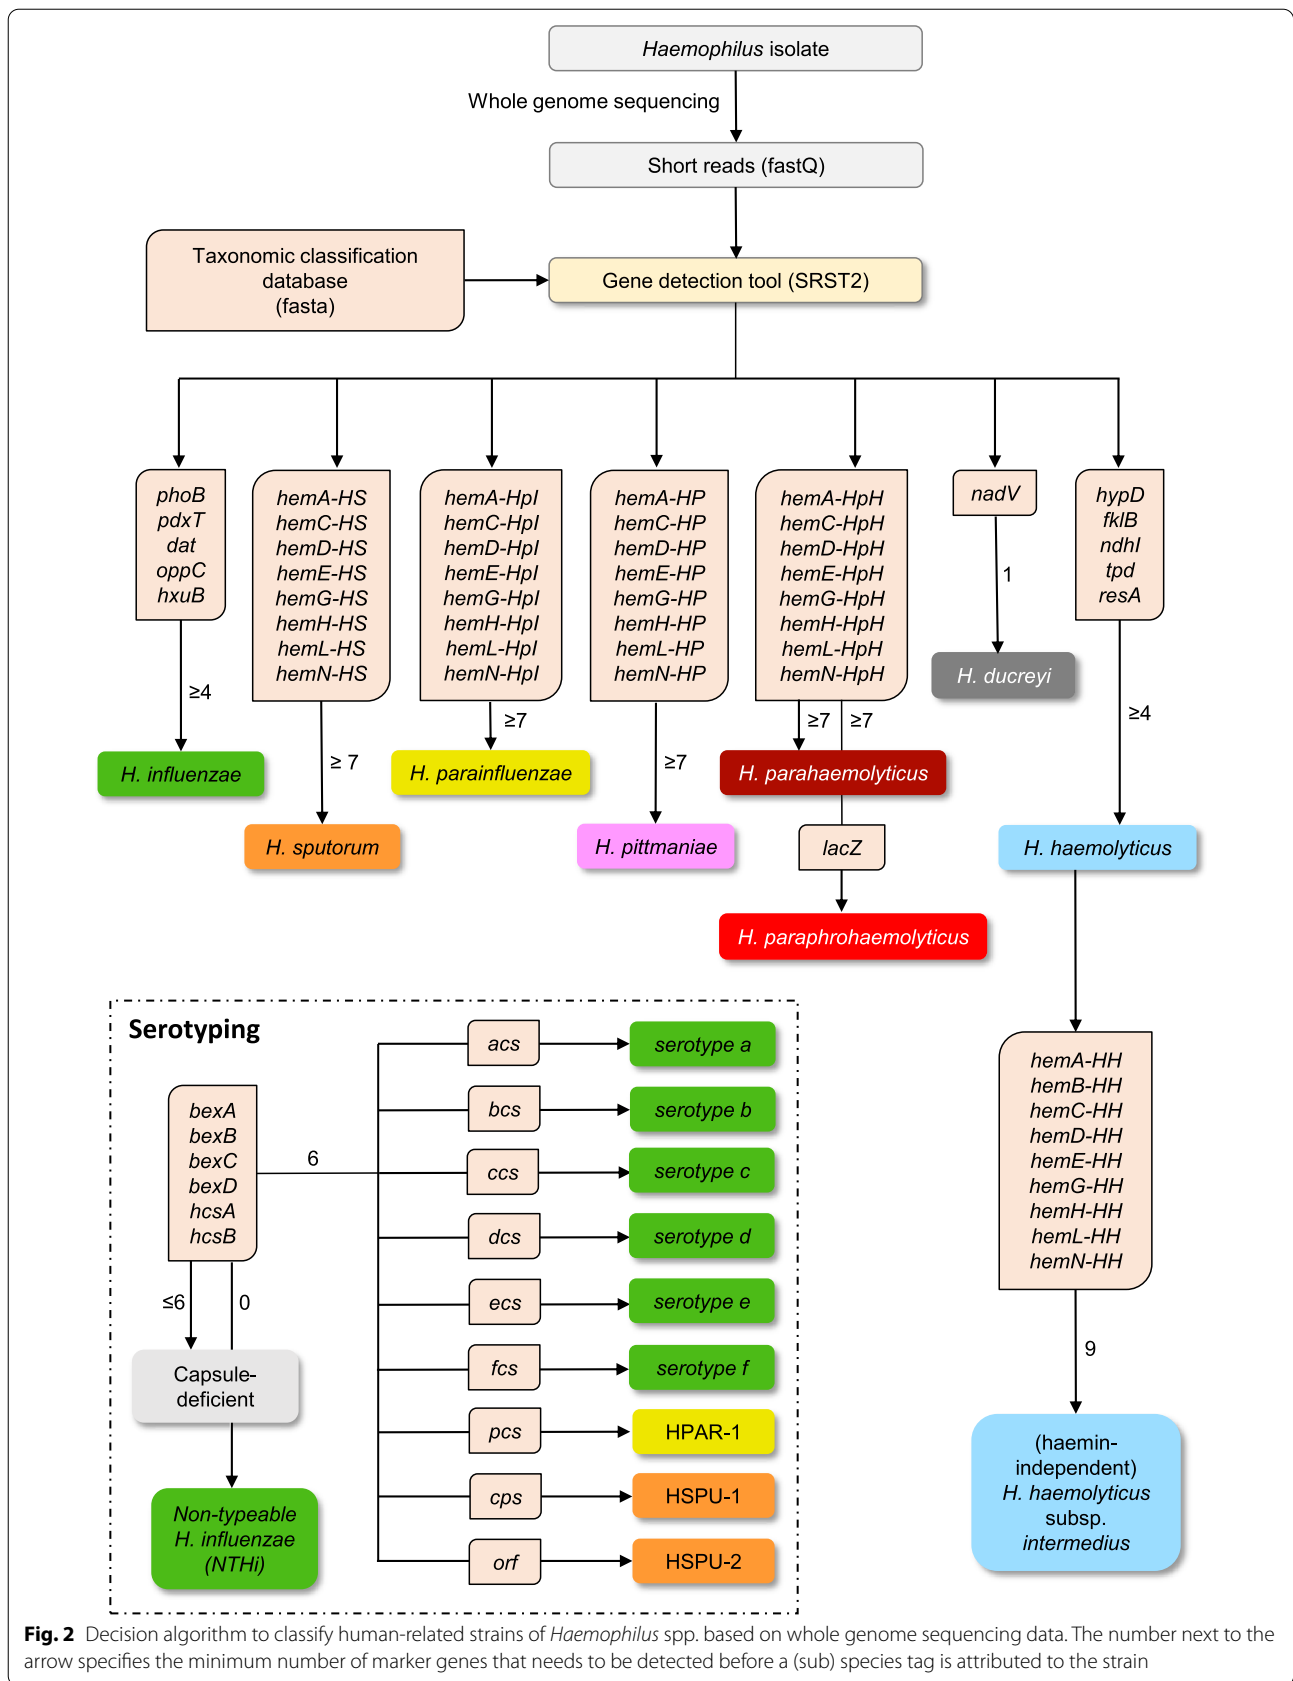 Haemophilus isolate
Whole genome sequencing
Short reads (fastQ)
Taxonomic classification
database
(fasta)
Gene detection tool (SRST2)
phoB
pdxT
dat
oppC
hxuB
≥4
H. influenzae
hemA-HS
hemC-HS
hemD-HS
hemE-HS
hemG-HS
hemH-HS
hemL-HS
hemN-HS
≥ 7
H. sputorum
hemA-HpI
hemC-HpI
hemD-HpI
hemE-HpI
hemG-HpI
hemH-HpI
hemL-HpI
hemN-HpI
≥7
H. parainfluenzae
hemA-HP
hemC-HP
hemD-HP
hemE-HP
hemG-HP
hemH-HP
hemL-HP
hemN-HP
≥7
H. pittmaniae
hemA-HpH
hemC-HpH
hemD-HpH
hemE-HpH
hemG-HpH
hemH-HpH
hemL-HpH
hemN-HpH
≥7 ≥7
H. parahaemolyticus
lacZ
H. paraphrohaemolyticus
nadV
1
H. ducreyi
hypD
fklB
ndhI
tpd
resA
≥4
H. haemolyticus
hemA-HH
hemB-HH
hemC-HH
hemD-HH
hemE-HH
hemG-HH
hemH-HH
hemL-HH
hemN-HH
9
(haemin-
independent)
H. haemolyticus
subsp.
intermedius
Serotyping
bexA
bexB
bexC
bexD
hcsA
hcsB
≤6 0
Capsule-
deficient
Non-typeable
H. influenzae
(NTHi)
6
acs serotype a
bcs serotype b
ccs serotype c
dcs serotype d
ecs serotype e
fcs serotype f
pcs HPAR-1
cps HSPU-1
orf HSPU-2
Fig. 2 Decision algorithm to classify human-related strains of Haemophilus spp. based on whole genome sequencing data. The number next to the
arrow specifies the minimum number of marker genes that needs to be detected before a (sub) species tag is attributed to the strain